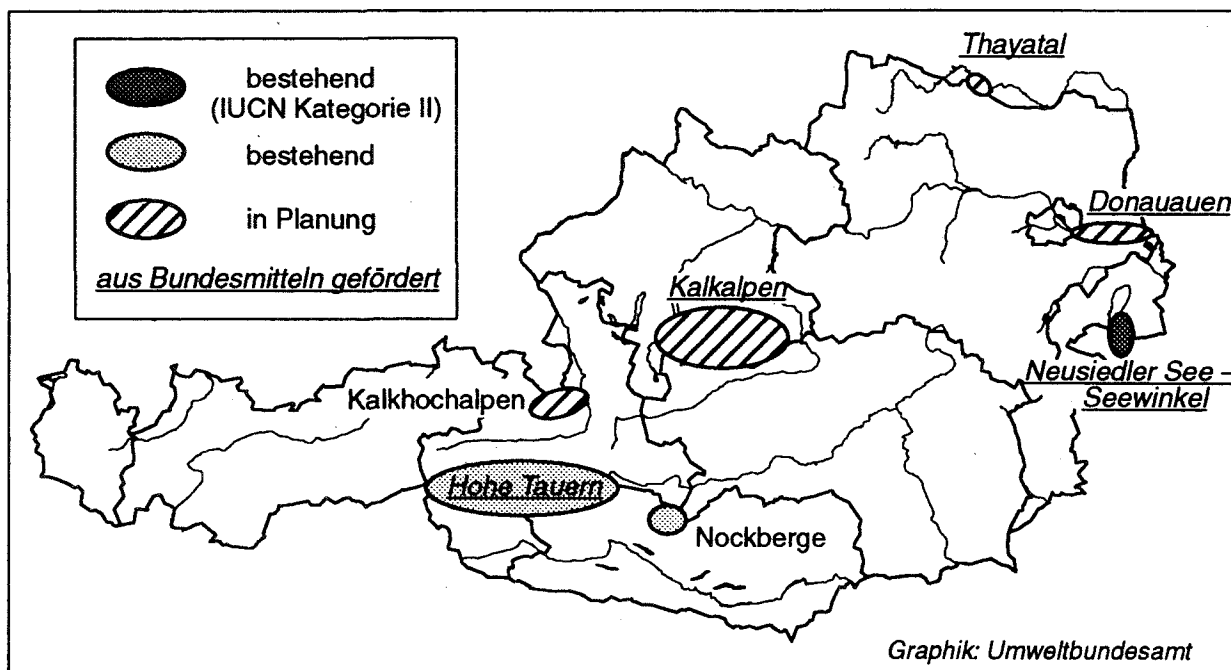 bestehend
(IUCN Kategorie II)
bestehend
in Planung
aus Bundesmitteln gefördert
Thayatal
Donauauen
Kalkalpen
Neusiedler See –
Seewinkel
Kalkhochalpen
Hohe Tauern
Nockberge
Graphik: Umweltbundesamt